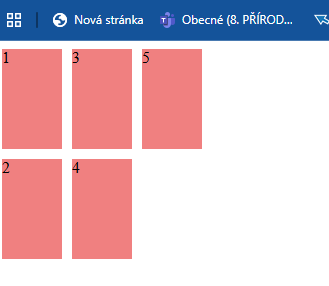 Nová stránka
Obecné (8. PŘÍROD...
1 3 5
2 4